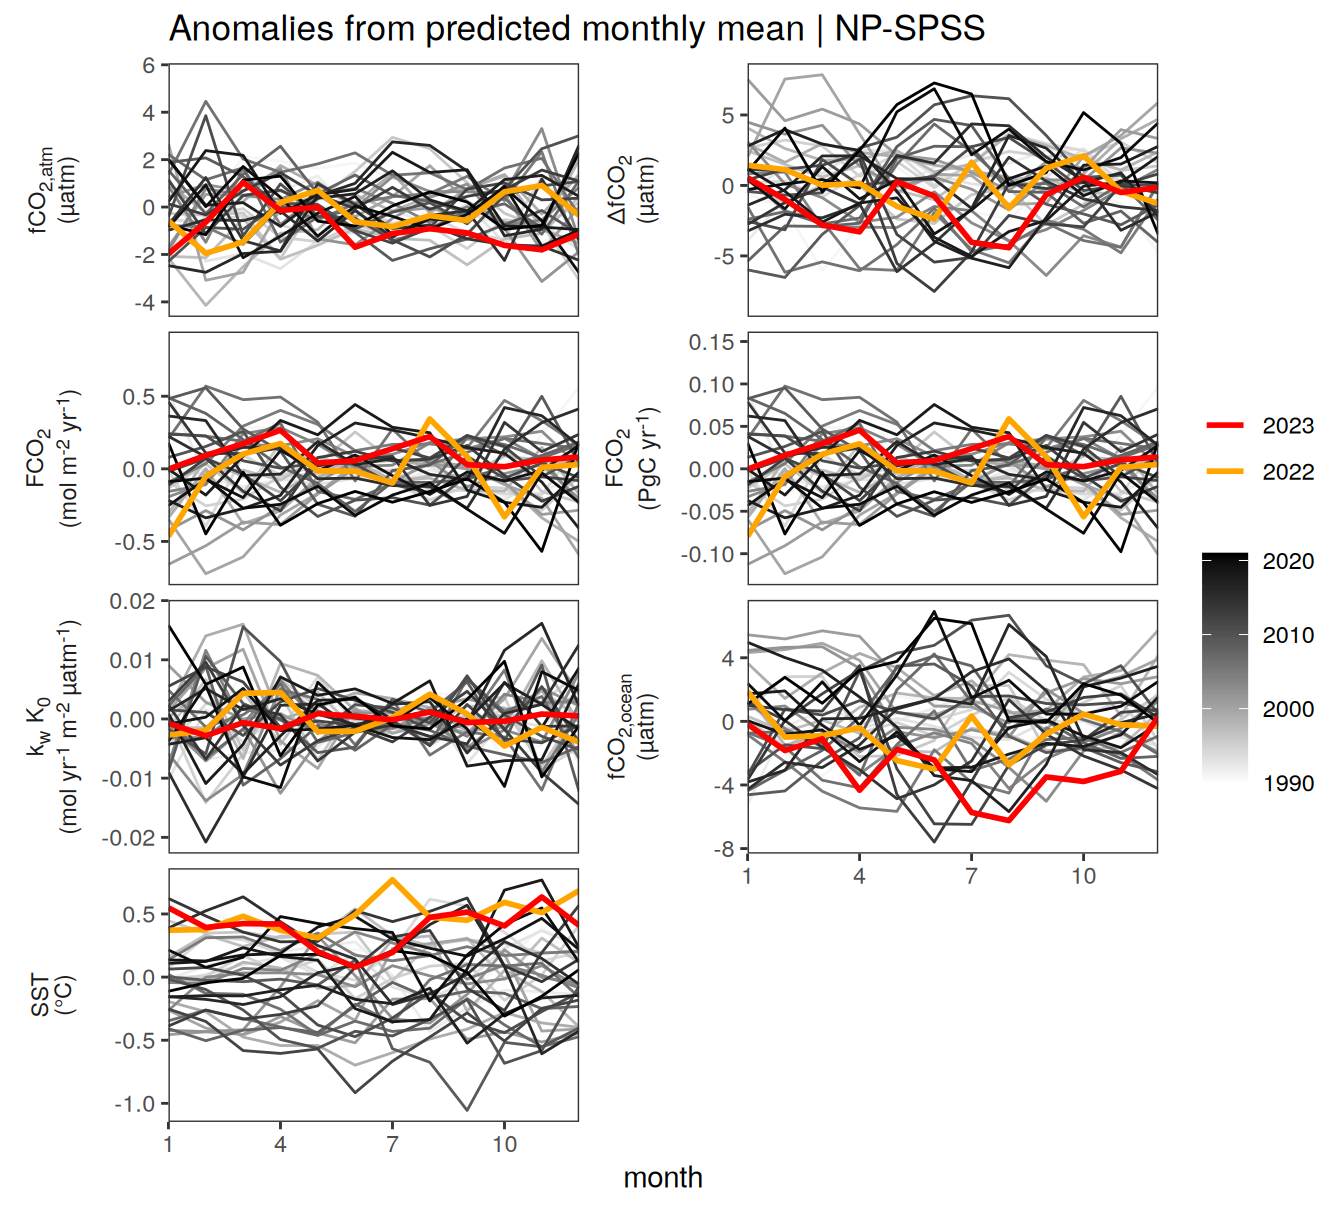 Anomalies from predicted monthly mean | NP-SPSS
fCO2,atm
(µatm)
6
4
2
0
-2
-4
ΔfCO2
(µatm)
5
0
-5
FCO2
(mol m-2 yr-1)
0.5
0.0
-0.5
FCO2
(PgC yr-1)
0.15
0.10
0.05
0.00
-0.05
-0.10
kw K0
(mol yr-1 m-2 µatm-1)
0.02
0.01
0.00
-0.01
-0.02
fCO2,ocean
(µatm)
4
0
-4
-8
1 4 7 10
SST
(°C)
0.5
0.0
-0.5
-1.0
1 4 7 10
month
2023
2022
2020
2010
2000
1990